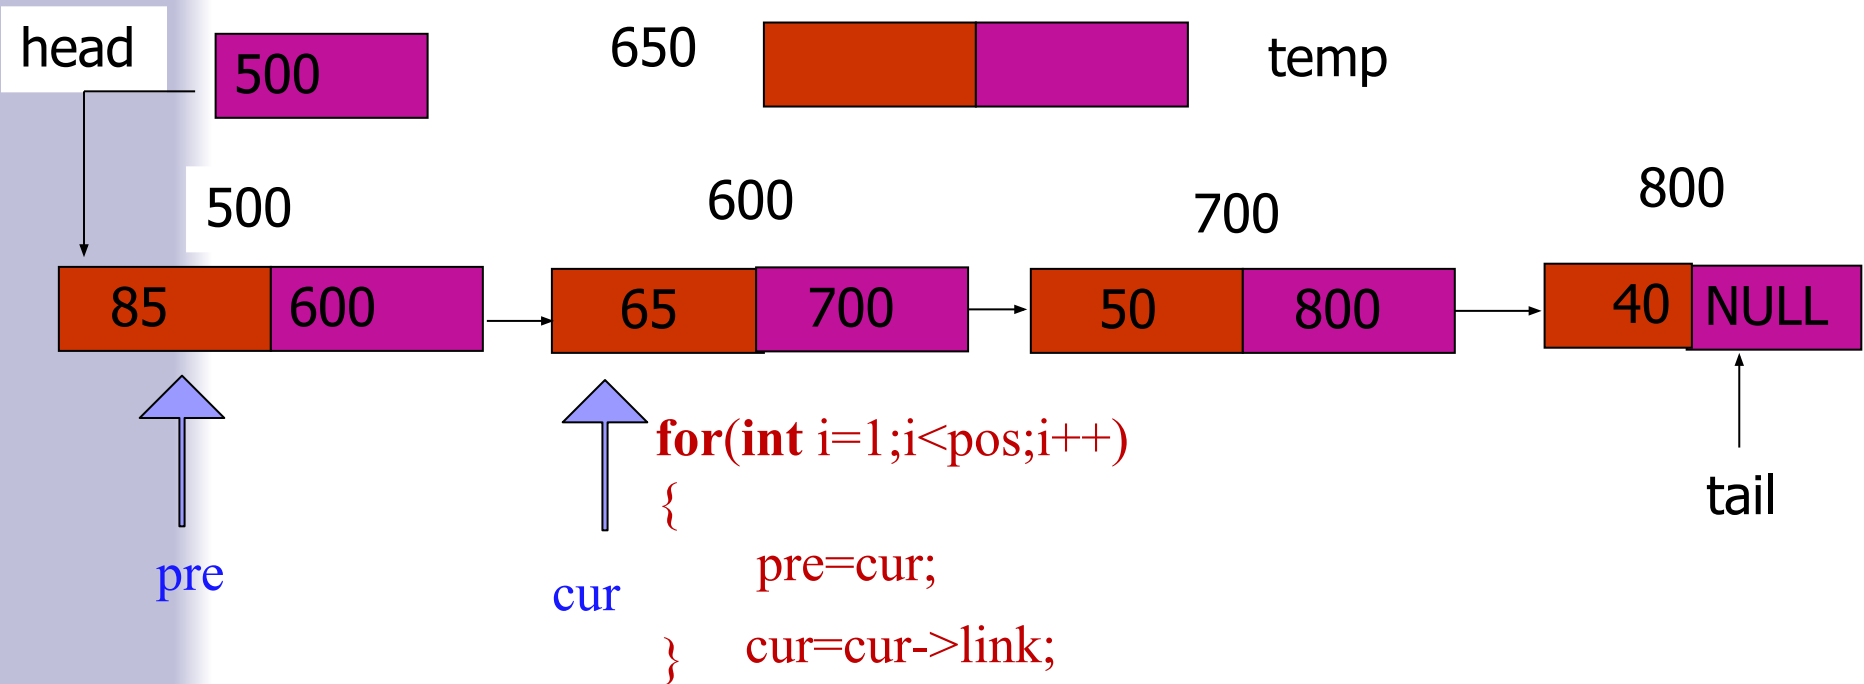 head
500
650
temp
500
600
700
800
85
600
65
700
50
800
40
NULL
for(int i=1;i<pos;i++)
{
pre=cur;
cur=cur->link;
}
pre
cur
tail